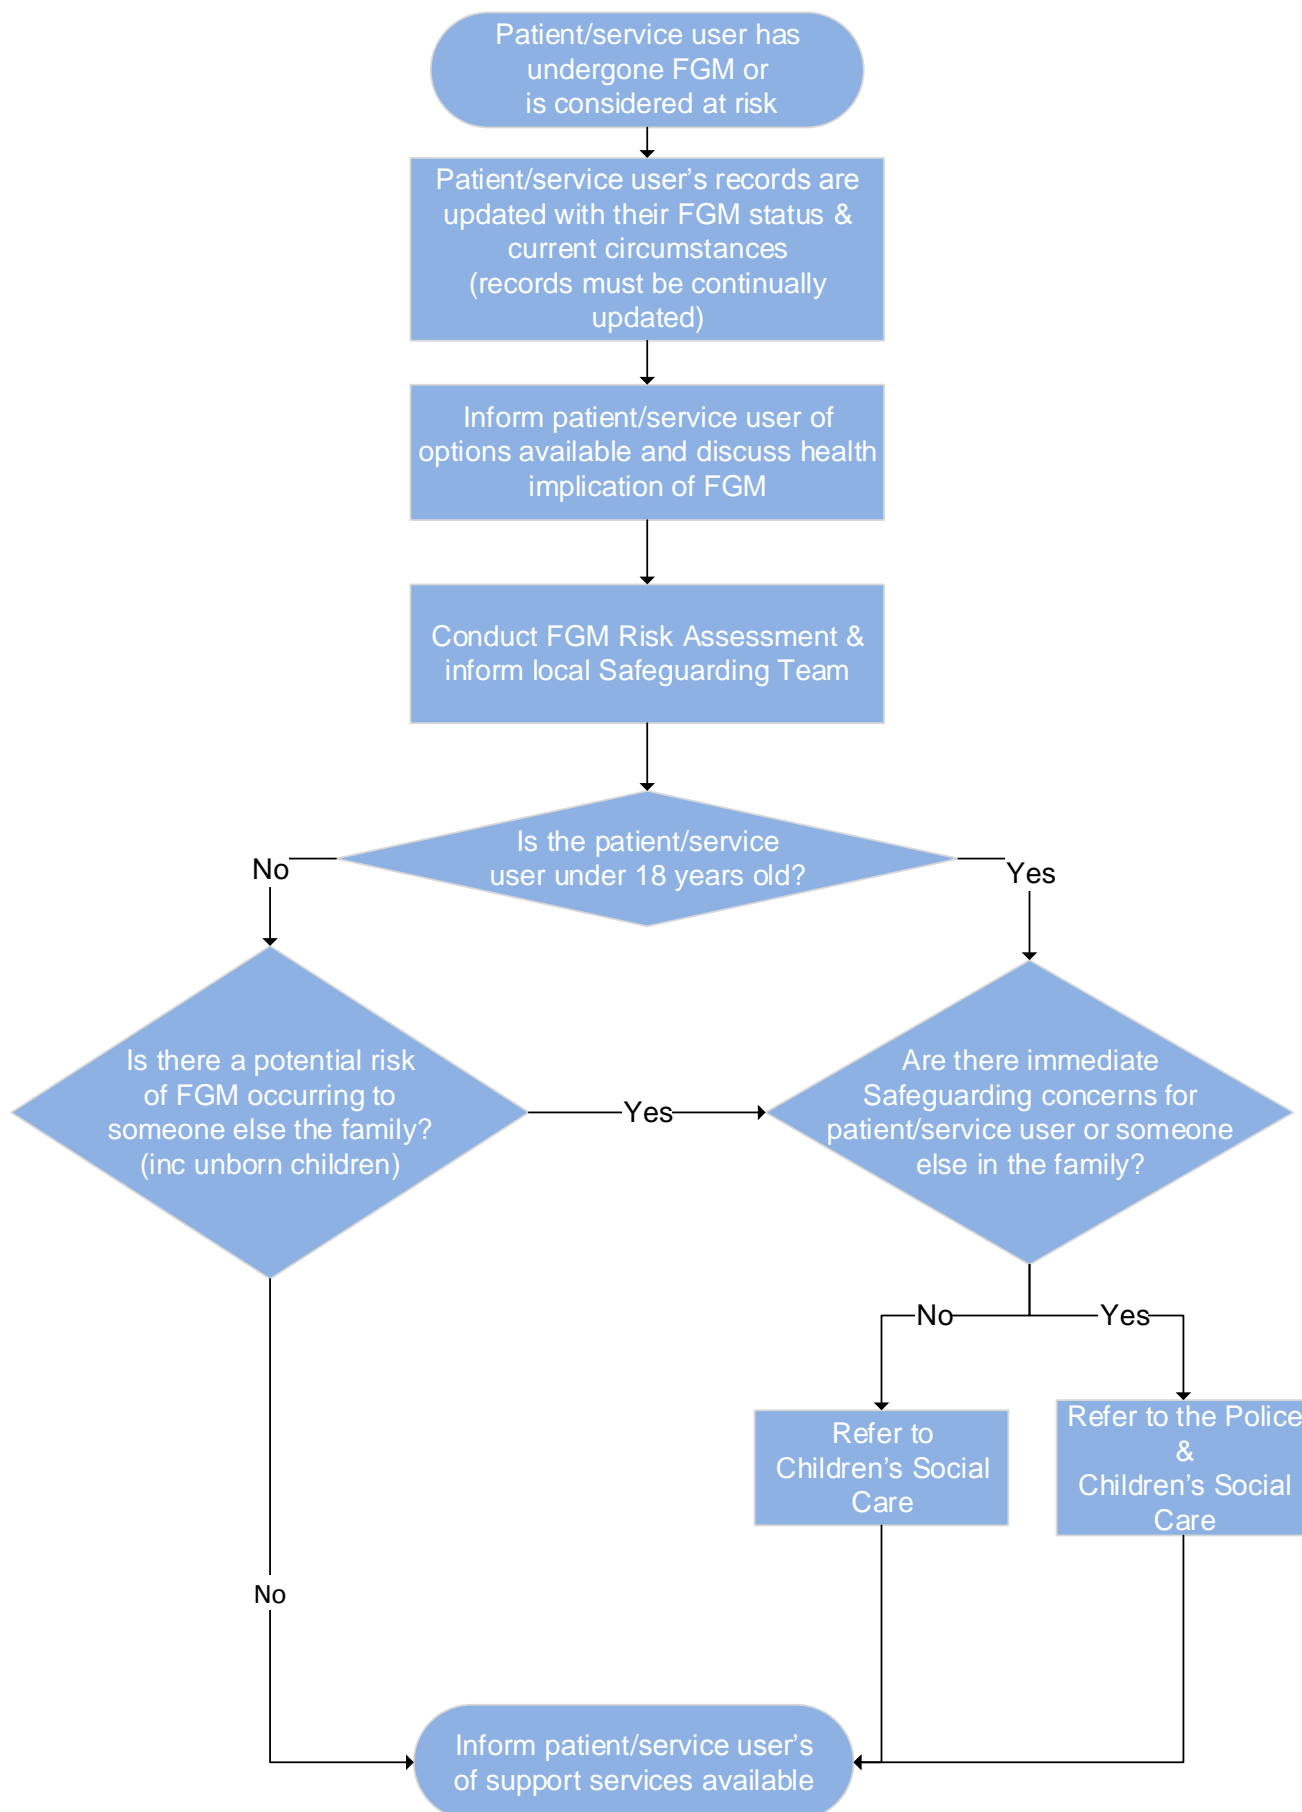 Patient/service user has
undergone FGM or
is considered at risk
Patient/service user’s records are
updated with their FGM status &
current circumstances
(records must be continually
updated)
Inform patient/service user of
options available and discuss health
implication of FGM
Conduct FGM Risk Assessment &
inform local Safeguarding Team
Is the patient/service
user under 18 years old?
No
Yes
Is there a potential risk
of FGM occurring to
someone else the family?
(inc unborn children)
Yes
Are there immediate
Safeguarding concerns for
patient/service user or someone
else in the family?
No
Yes
Refer to
Children’s Social
Care
Refer to the Police
&
Children’s Social
Care
No
Inform patient/service user’s
of support services available